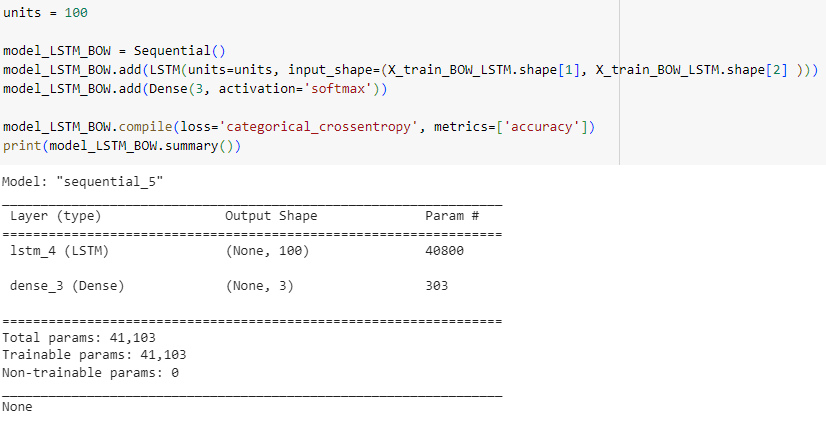 units = 100
model_LSTM_BOW = Sequential()
model_LSTM_BOW.add(LSTM(units=units, input_shape=(X_train_BOW_LSTM.shape[1], X_train_BOW_LSTM.shape[2] )))
model_LSTM_BOW.add(Dense(3, activation='softmax'))
model_LSTM_BOW.compile(loss='categorical_crossentropy', metrics=['accuracy'])
print(model_LSTM_BOW.summary())
Model: "sequential_5"
_________________________________________________________________
Layer (type) Output Shape Param #
=================================================================
lstm_4 (LSTM) (None, 100) 40800
dense_3 (Dense) (None, 3) 303
=================================================================
Total params: 41,103
Trainable params: 41,103
Non-trainable params: 0
_________________________________________________________________
None